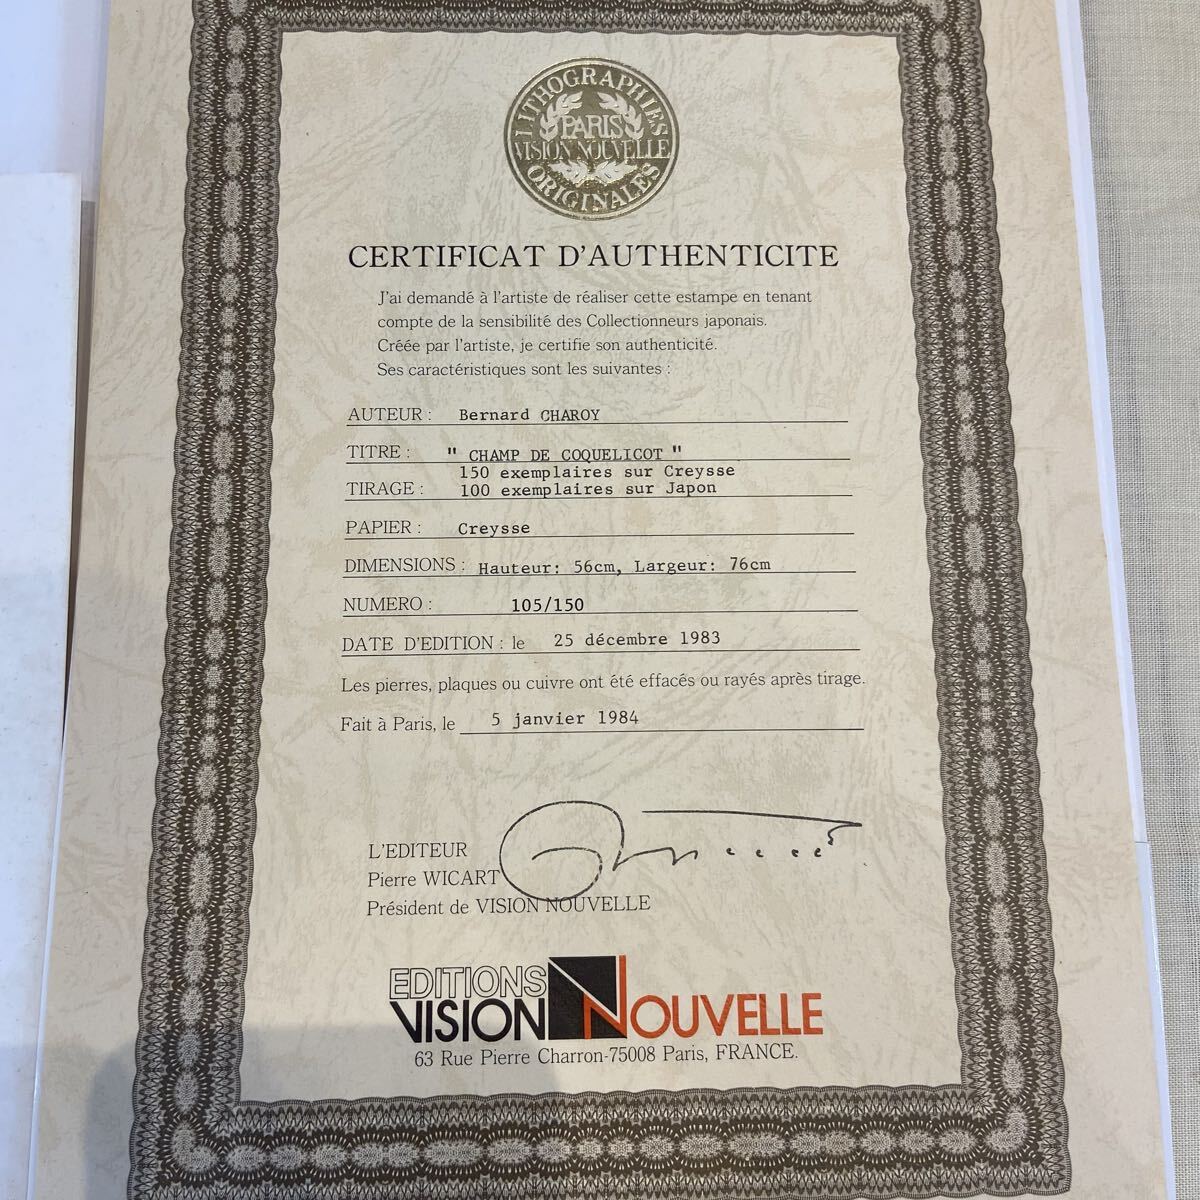 LITHOGRAPHIES
PARIS
VISION NOUVELLE
ORIGINALES
CERTIFICAT D'AUTHENTICITE
J'ai demandé à l'artiste de réaliser cette estampe en tenant
compte de la sensibilité des Collectionneurs japonais.
Créée par l'artiste, je certifie son authenticité.
Ses caractéristiques sont les suivantes :
AUTEUR : Bernard CHAROY
TITRE : " CHAMP DE COQUELICOT "
150 exemplaires sur Creysse
TIRAGE : 100 exemplaires sur Japon
PAPIER : Creysse
DIMENSIONS : Hauteur: 56cm, Largeur: 76cm
NUMERO : 105/150
DATE D'EDITION : le 25 décembre 1983
Les pierres, plaques ou cuivre ont été effacés ou rayés après tirage.
Fait à Paris, le 5 janvier 1984
L'EDITEUR
Pierre WICART
Président de VISION NOUVELLE
EDITIONS
VISION NOUVELLE
63 Rue Pierre Charron-75008 Paris, FRANCE.